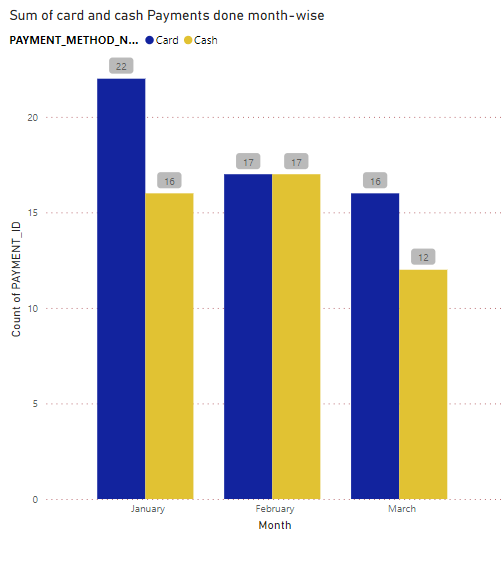 Sum of card and cash Payments done month-wise
PAYMENT_METHOD_N... Card Cash
22
16
17
17
16
12
20
15
10
5
0
Count of PAYMENT_ID
January February March
Month